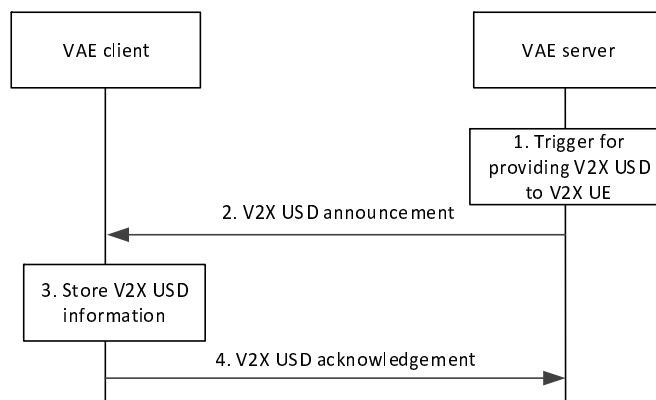 VAE client
VAE server
1. Trigger for
providing V2X USD
to V2X UE
2. V2X USD announcement
3. Store V2X USD
information
4. V2X USD acknowledgement